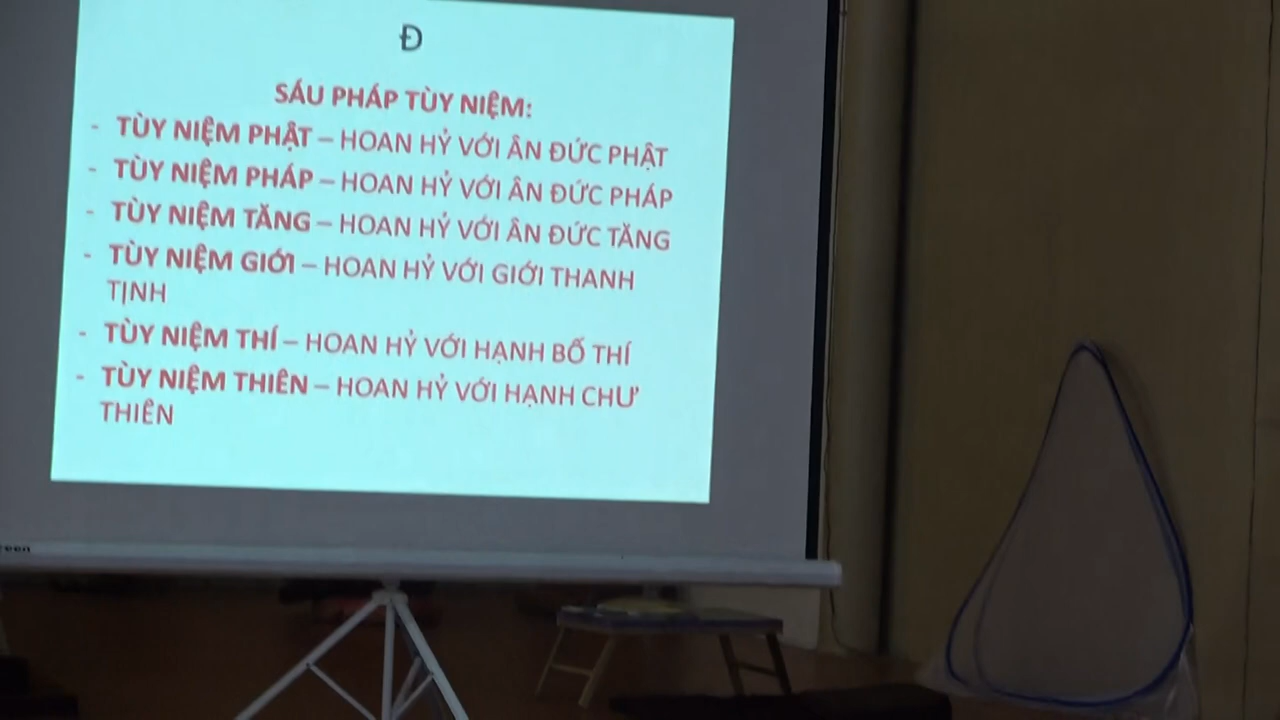 Đ
SÁU PHÁP TÙY NIỆM:
- TÙY NIỆM PHẬT – HOAN HỶ VỚI ÂN ĐỨC PHẬT
- TÙY NIỆM PHÁP – HOAN HỶ VỚI ÂN ĐỨC PHÁP
- TÙY NIỆM TĂNG – HOAN HỶ VỚI ÂN ĐỨC TĂNG
- TÙY NIỆM GIỚI – HOAN HỶ VỚI GIỚI THANH
TỊNH
- TÙY NIỆM THÍ – HOAN HỶ VỚI HẠNH BỐ THÍ
- TÙY NIỆM THIÊN – HOAN HỶ VỚI HẠNH CHƯ
THIÊN